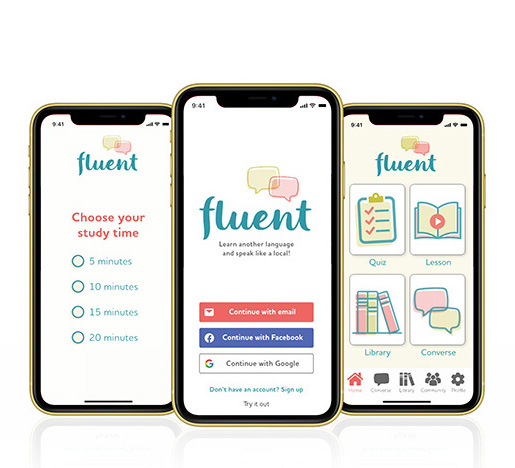 9:41
fluent
Choose your
study time
5 minutes
10 minutes
15 minutes
20 minutes
9:41
fluent
Learn another language
and speak like a local!
Continue with email
Continue with Facebook
Continue with Google
Don't have an account? Sign up
Try it out
9:41
fluent
Quiz
Lesson
Library
Converse
Home
Converse
Library
Community
Profile